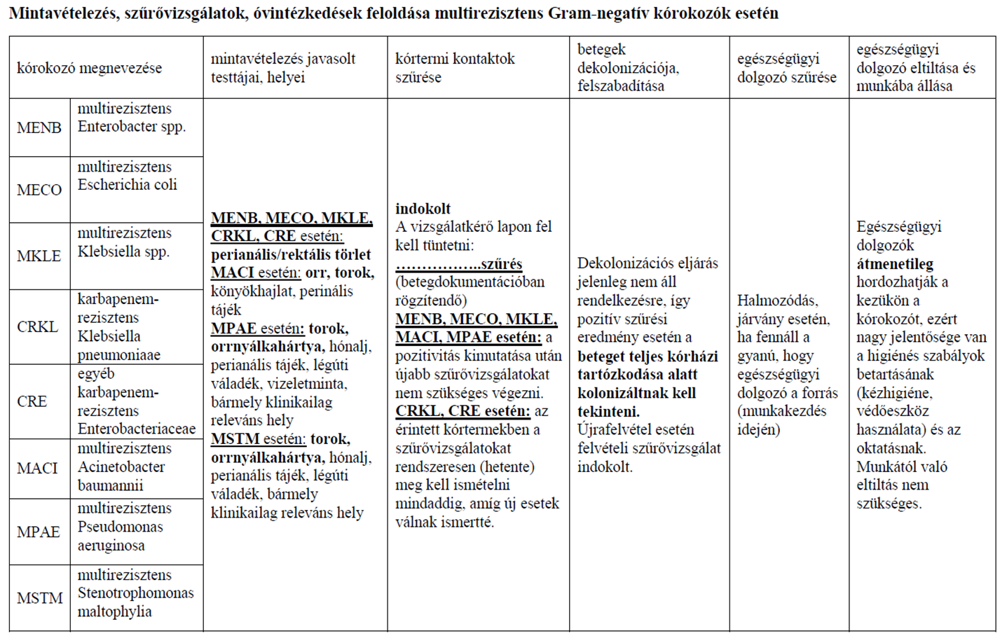 Mintavételezés, szűrővizsgálatok, óvintézkedések feloldása multirezisztens Gram-negatív kórokozók esetén
kórokozó megnevezése
mintavételezés javasolt
testtájai, helyei
kórtermi kontaktok
szűrése
betegek
dekolonizációja,
felszabadítása
egészségügyi
dolgozó szűrése
egészségügyi
dolgozó eltiltása és
munkába állása
MENB
multirezisztens
Enterobacter spp.
MECO
multirezisztens
Escherichia coli
MKLE
multirezisztens
Klebsiella spp.
CRKL
karbapenem-
rezisztens
Klebsiella
pneumoniaae
CRE
egyéb
karbapenem-
rezisztens
Enterobacteriaceae
MACI
multirezisztens
Acinetobacter
baumannii
MPAE
multirezisztens
Pseudomonas
aeruginosa
MSTM
multirezisztens
Stenotrophomonas
maltophylia
MENB, MECO, MKLE,
CRKL, CRE esetén:
perianális/rektális törlet
MACI esetén: orr, torok,
könyökhajlat, perinális
tájék
MPAE esetén: torok,
orrnyálkahártya, hónalj,
perianális tájék, légúti
váladék, vizeletminta,
bármely klinikailag
releváns hely
MSTM esetén: torok,
orrnyálkahártya, hónalj,
perianális tájék, légúti
váladék, bármely
klinikailag releváns hely
indokolt
A vizsgálatkérő lapon fel
kell tüntetni:
……………..szűrés
(betegdokumentációban
rögzítendő)
MENB, MECO, MKLE,
MACI, MPAE esetén: a
pozitivitás kimutatása után
újabb szűrővizsgálatokat
nem szükséges végezni.
CRKL, CRE esetén: az
érintett kórtermekben a
szűrővizsgálatokat
rendszeresen (hetente)
meg kell ismételni
mindaddig, amíg új esetek
válnak ismertté.
Dekolonizációs eljárás
jelenleg nem áll
rendelkezésre, így
pozitív szűrési
eredmény esetén a
beteget teljes kórházi
tartózkodása alatt
kolonizáltnak kell
tekinteni.
Újrafelvétel esetén
felvételi szűrővizsgálat
indokolt.
Halmozódás,
járvány esetén,
ha fennáll a
gyanú, hogy
egészségügyi
dolgozó a forrás
(munkakezdés
idején)
Egészségügyi
dolgozók
átmenetileg
hordozhatják a
kezükön a
kórokozót, ezért
nagy jelentősége van
a higiénés szabályok
betartásának
(kézhigiéne,
védőeszköz
használata) és az
oktatásnak.
Munkától való
eltiltás nem
szükséges.